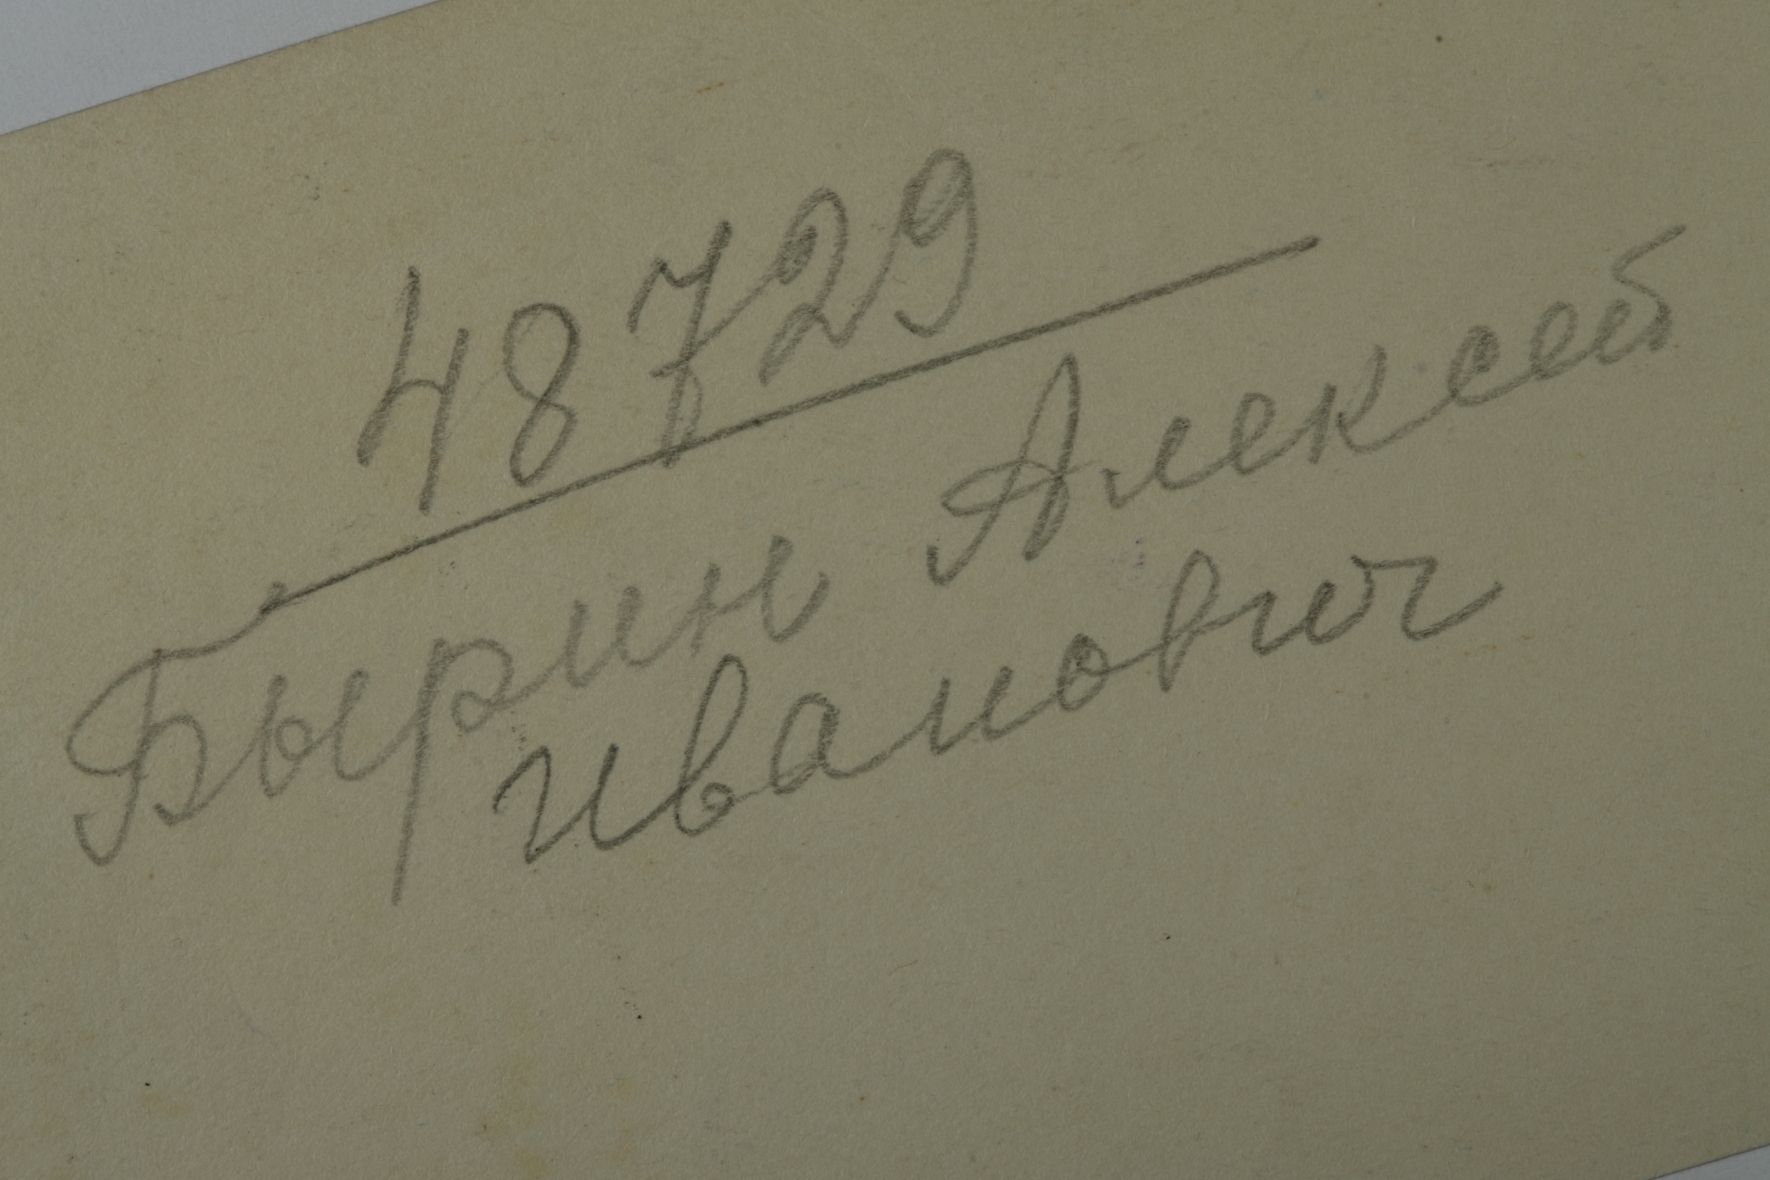 48729
Бырин Алексей
Иванович